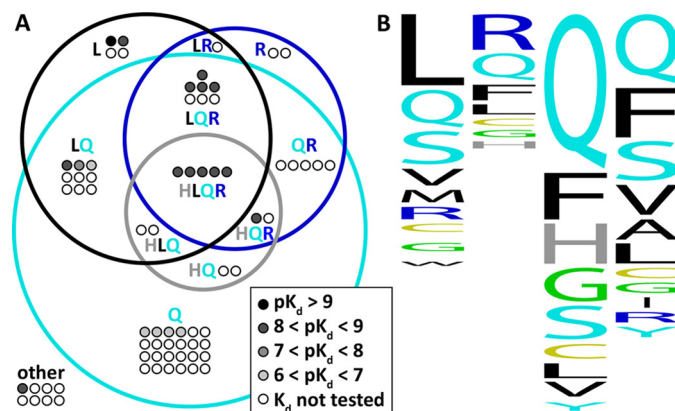 A
B
L
LR
R
LQR
LQ
QR
HLQR
HLQ
HQR
HQ
Q
other
pKd > 9
8 < pKd < 9
7 < pKd < 8
6 < pKd < 7
Kd not tested
L
Q
S
V
M
R
C
G
W
R
Q
F
L
C
G
H
Q
F
H
G
S
C
L
V
Y
Q
F
S
V
A
L
C
G
I
R
Y